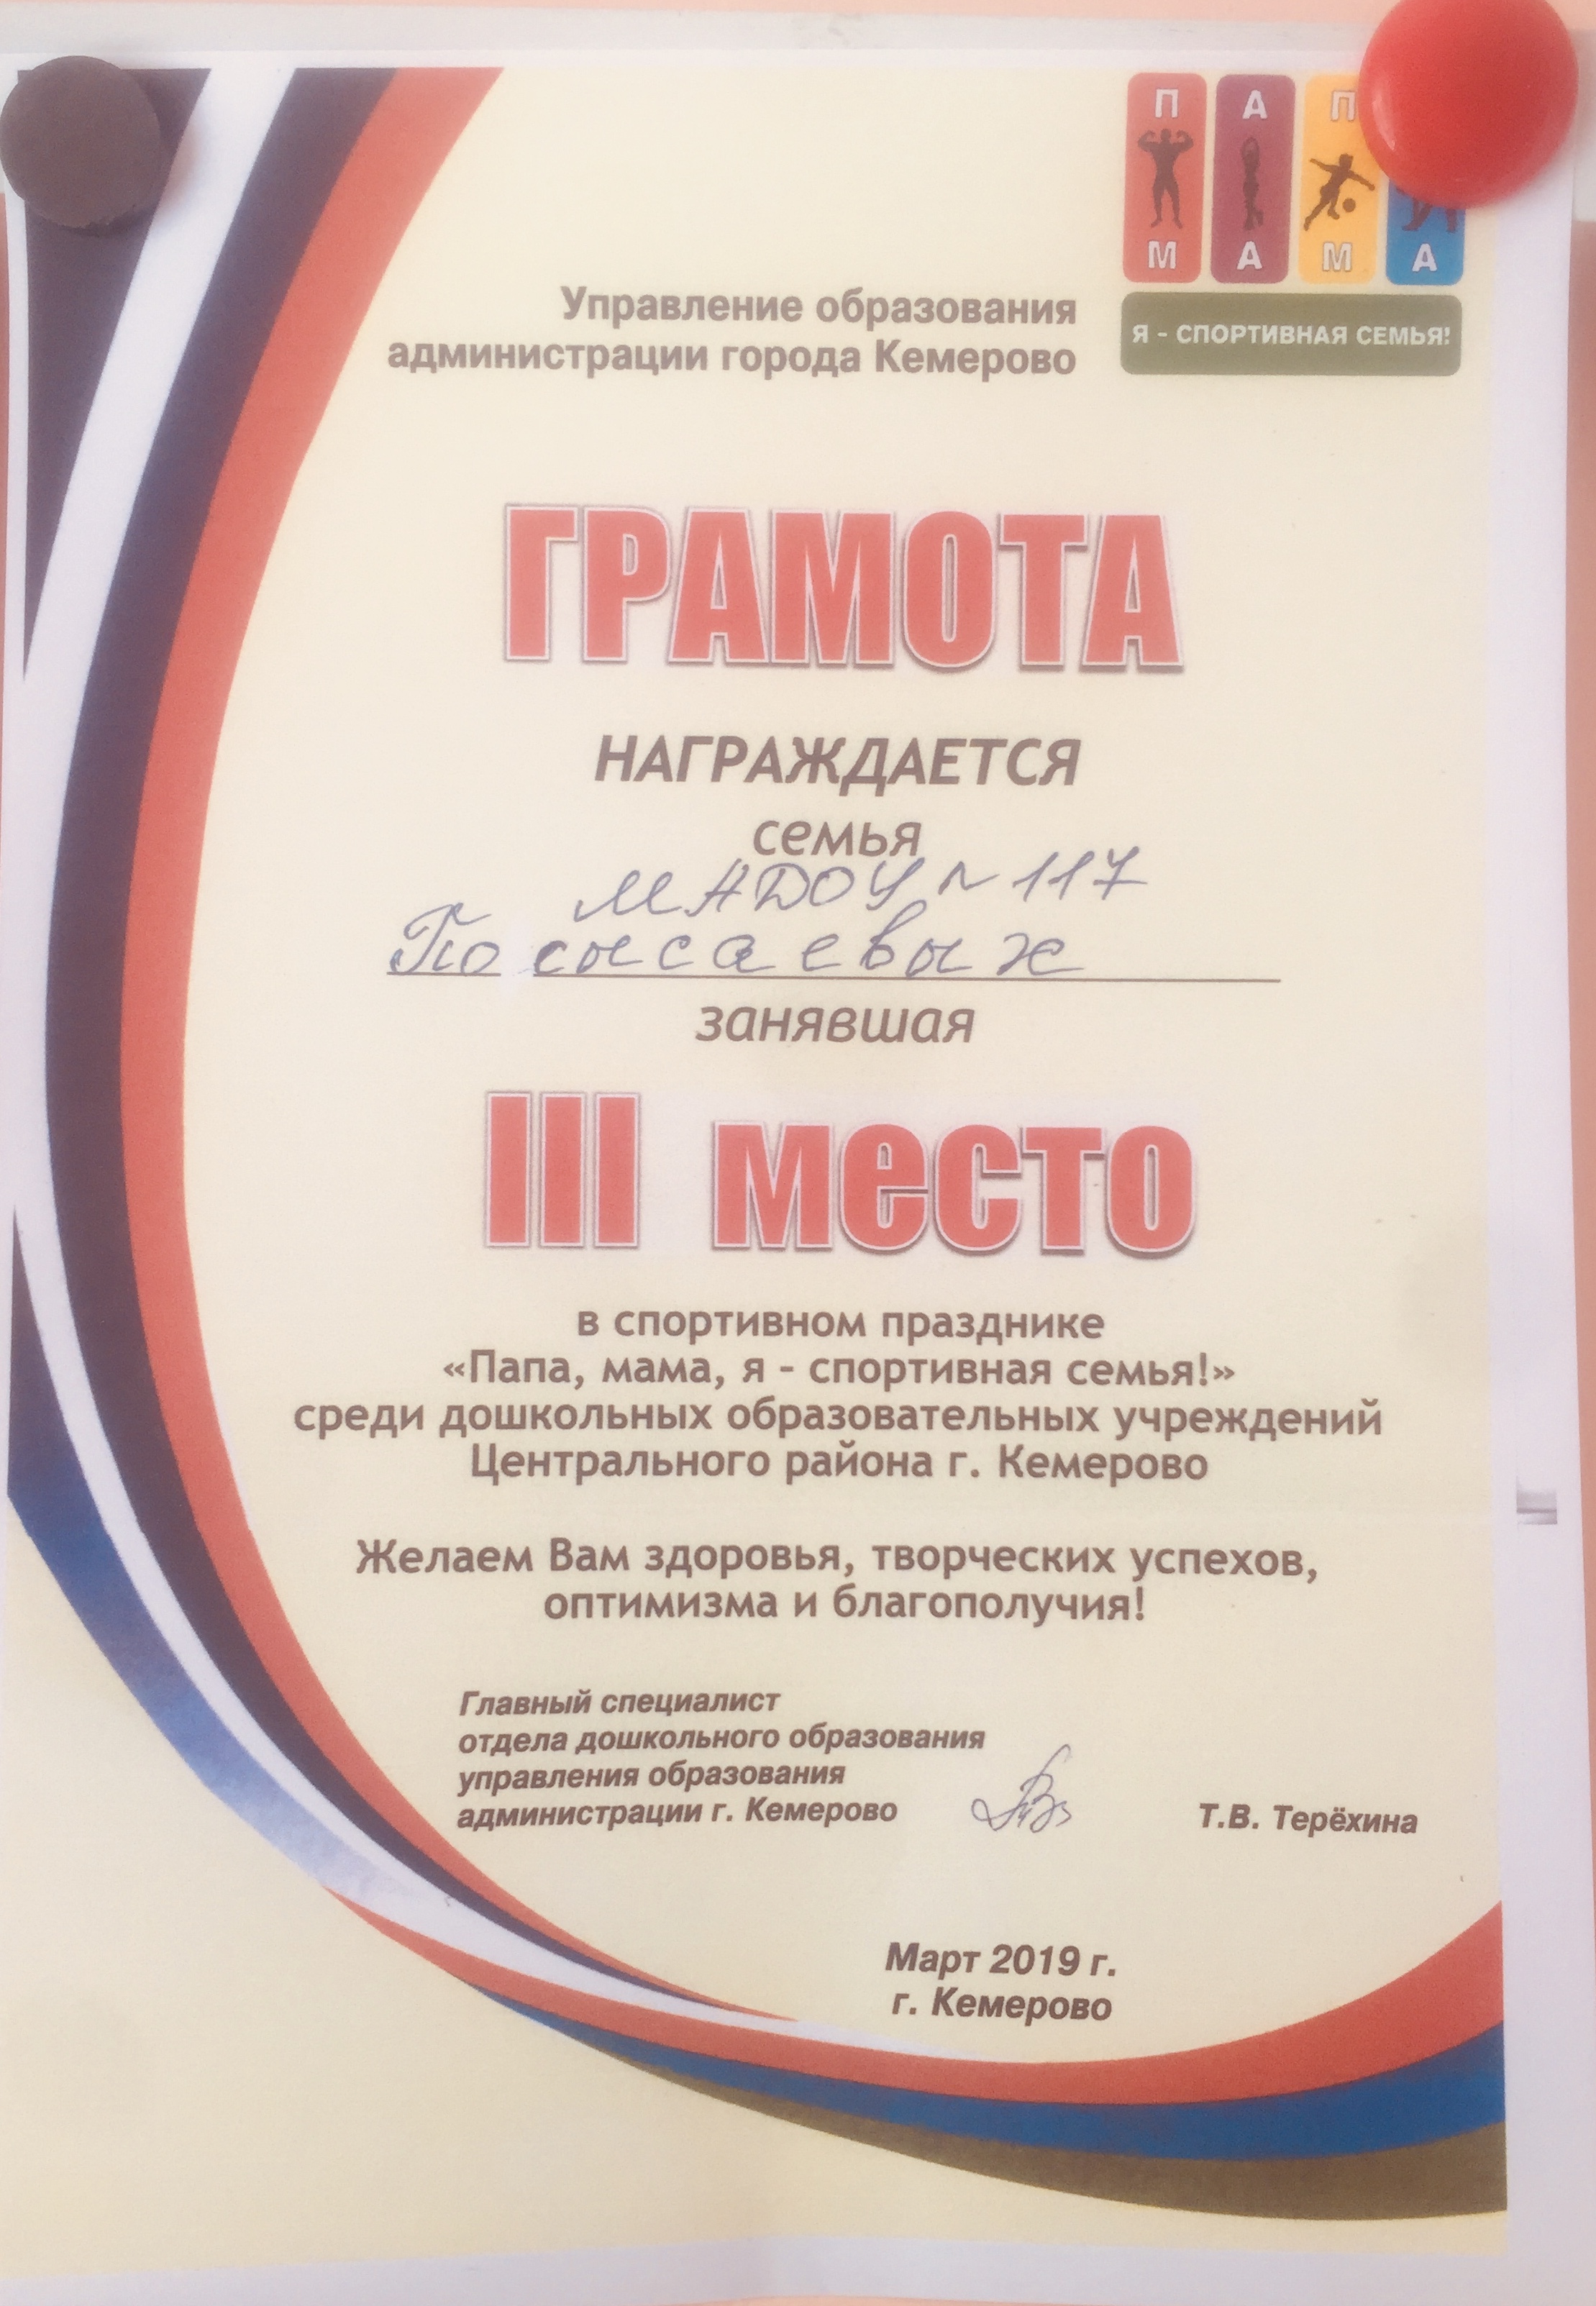 П А П
М А М А
Я - СПОРТИВНАЯ СЕМЬЯ!
Управление образования
администрации города Кемерово
ГРАМОТА
НАГРАЖДАЕТСЯ
семья
МАДОУ № 117
занявшая
III место
в спортивном празднике
«Папа, мама, я - спортивная семья!»
среди дошкольных образовательных учреждений
Центрального района г. Кемерово
Желаем Вам здоровья, творческих успехов,
оптимизма и благополучия!
Главный специалист
отдела дошкольного образования
управления образования
администрации г. Кемерово
Т.В. Терёхина
Март 2019 г.
г. Кемерово